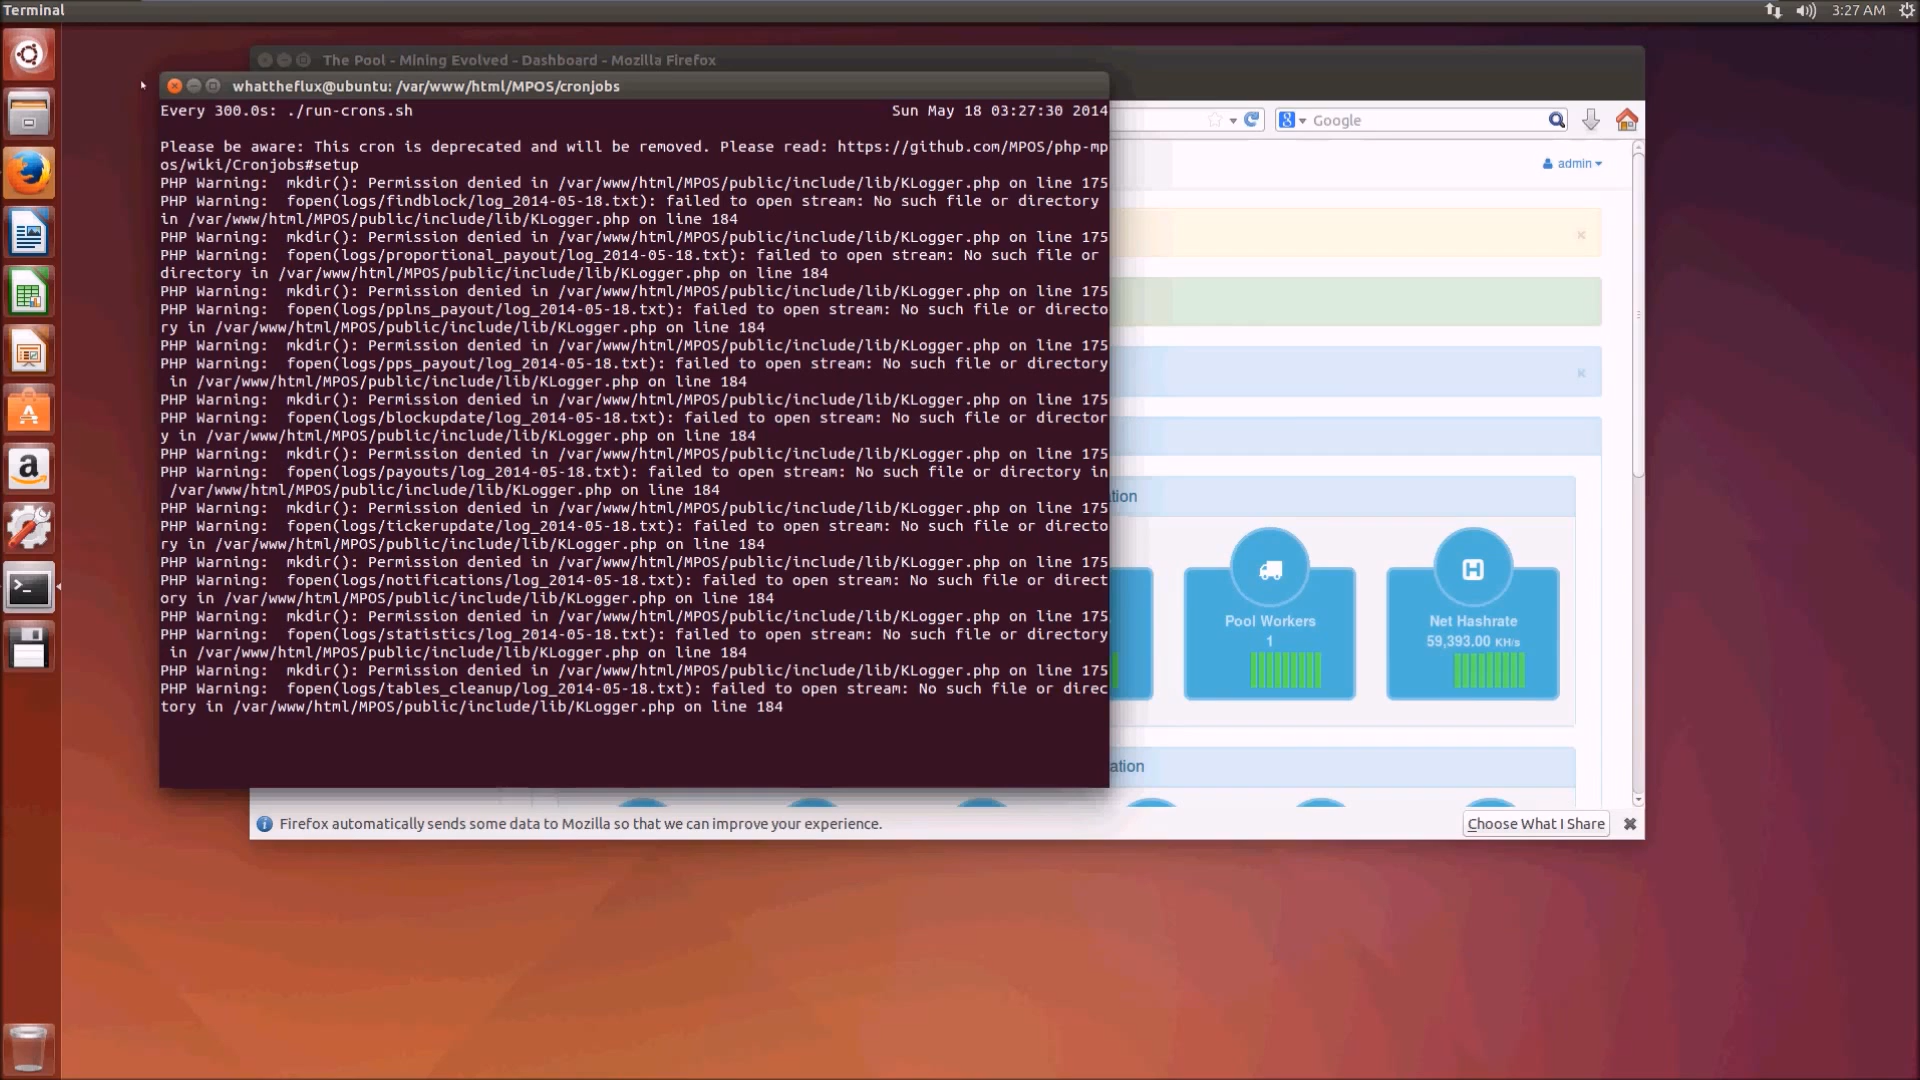 Terminal
3:27 AM
The Pool - Mining Evolved - Dashboard - Mozilla Firefox
whattheflux@ubuntu: /var/www/html/MPOS/cronjobs
Every 300.0s: ./run-crons.sh Sun May 18 03:27:30 2014
Please be aware: This cron is deprecated and will be removed. Please read: https://github.com/MPOS/php-mp
os/wiki/Cronjobs#setup
PHP Warning:  mkdir(): Permission denied in /var/www/html/MPOS/public/include/lib/KLogger.php on line 175
PHP Warning:  fopen(logs/findblock/log_2014-05-18.txt): failed to open stream: No such file or directory
in /var/www/html/MPOS/public/include/lib/KLogger.php on line 184
PHP Warning:  mkdir(): Permission denied in /var/www/html/MPOS/public/include/lib/KLogger.php on line 175
PHP Warning:  fopen(logs/proportional_payout/log_2014-05-18.txt): failed to open stream: No such file or
directory in /var/www/html/MPOS/public/include/lib/KLogger.php on line 184
PHP Warning:  mkdir(): Permission denied in /var/www/html/MPOS/public/include/lib/KLogger.php on line 175
PHP Warning:  fopen(logs/pplns_payout/log_2014-05-18.txt): failed to open stream: No such file or directo
ry in /var/www/html/MPOS/public/include/lib/KLogger.php on line 184
PHP Warning:  mkdir(): Permission denied in /var/www/html/MPOS/public/include/lib/KLogger.php on line 175
PHP Warning:  fopen(logs/pps_payout/log_2014-05-18.txt): failed to open stream: No such file or directory
in /var/www/html/MPOS/public/include/lib/KLogger.php on line 184
PHP Warning:  mkdir(): Permission denied in /var/www/html/MPOS/public/include/lib/KLogger.php on line 175
PHP Warning:  fopen(logs/blockupdate/log_2014-05-18.txt): failed to open stream: No such file or director
y in /var/www/html/MPOS/public/include/lib/KLogger.php on line 184
PHP Warning:  mkdir(): Permission denied in /var/www/html/MPOS/public/include/lib/KLogger.php on line 175
PHP Warning:  fopen(logs/payouts/log_2014-05-18.txt): failed to open stream: No such file or directory in
/var/www/html/MPOS/public/include/lib/KLogger.php on line 184
PHP Warning:  mkdir(): Permission denied in /var/www/html/MPOS/public/include/lib/KLogger.php on line 175
PHP Warning:  fopen(logs/tickerupdate/log_2014-05-18.txt): failed to open stream: No such file or directo
ry in /var/www/html/MPOS/public/include/lib/KLogger.php on line 184
PHP Warning:  mkdir(): Permission denied in /var/www/html/MPOS/public/include/lib/KLogger.php on line 175
PHP Warning:  fopen(logs/notifications/log_2014-05-18.txt): failed to open stream: No such file or direct
ory in /var/www/html/MPOS/public/include/lib/KLogger.php on line 184
PHP Warning:  mkdir(): Permission denied in /var/www/html/MPOS/public/include/lib/KLogger.php on line 175
PHP Warning:  fopen(logs/statistics/log_2014-05-18.txt): failed to open stream: No such file or directory
in /var/www/html/MPOS/public/include/lib/KLogger.php on line 184
PHP Warning:  mkdir(): Permission denied in /var/www/html/MPOS/public/include/lib/KLogger.php on line 175
PHP Warning:  fopen(logs/tables_cleanup/log_2014-05-18.txt): failed to open stream: No such file or direc
tory in /var/www/html/MPOS/public/include/lib/KLogger.php on line 184
Google
admin
tion
Pool Workers
1
Net Hashrate
59,393.00 KH/s
ation
Firefox automatically sends some data to Mozilla so that we can improve your experience.
Choose What I Share